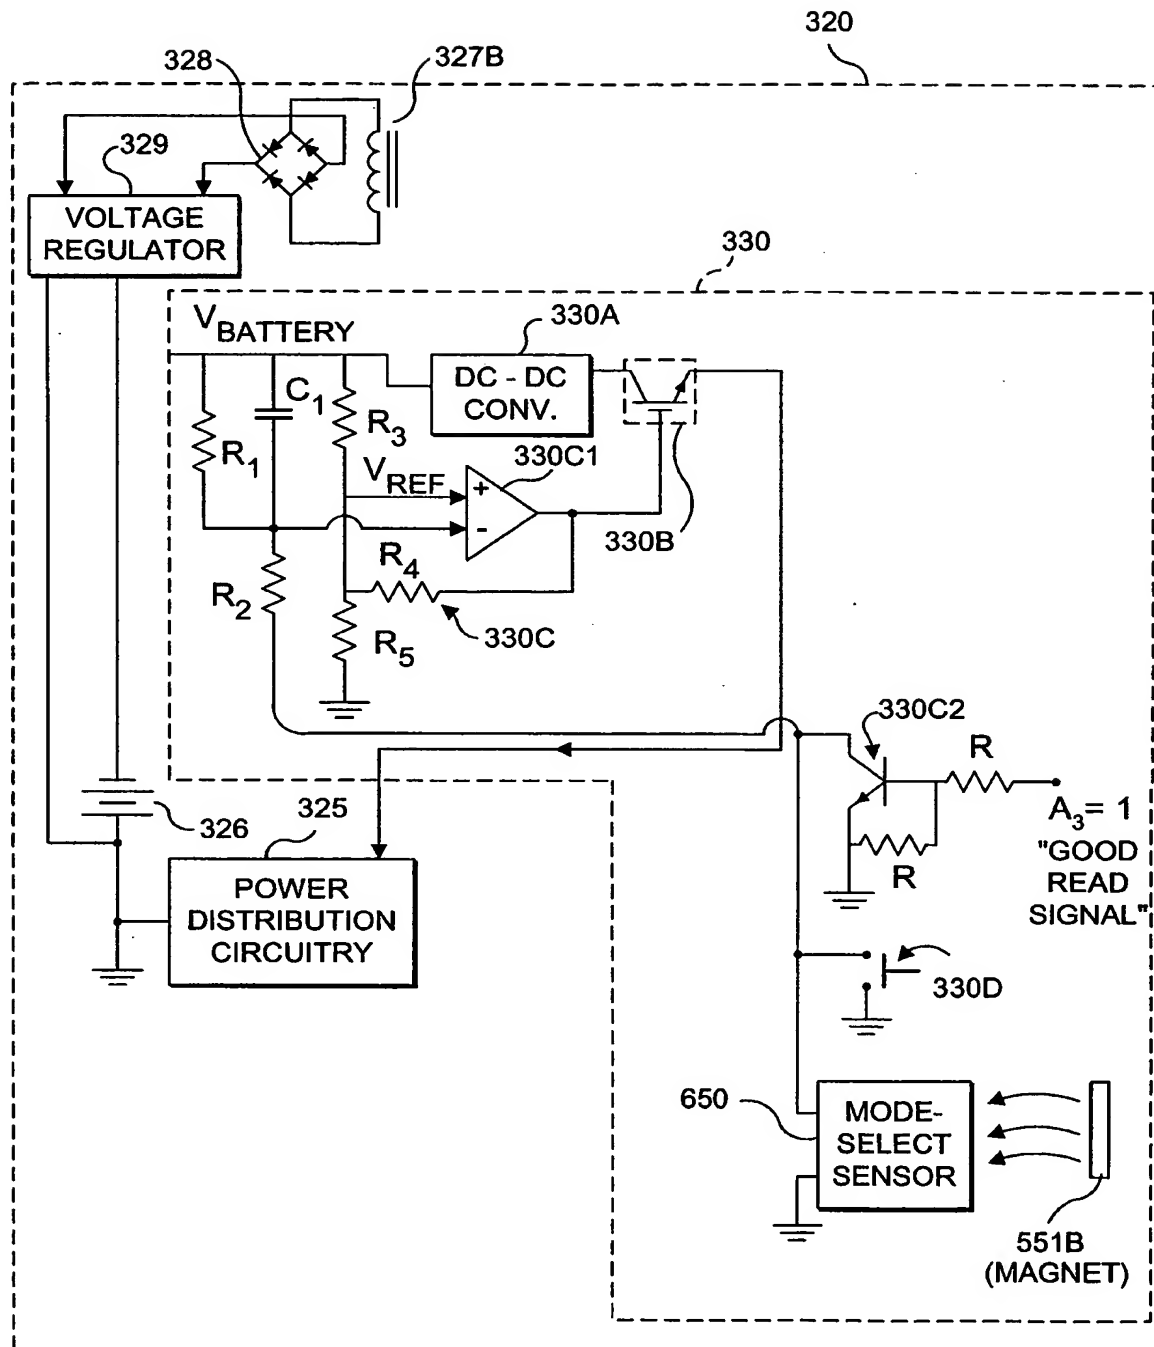 320
328
327B
329
VOLTAGE
REGULATOR
330
V BATTERY
330A
DC - DC
CONV.
C1
R3
R1
330C1
VREF
+
-
330B
R4
R2
330C
R5
330C2
R
A3= 1
"GOOD
READ
SIGNAL"
R
326
325
POWER
DISTRIBUTION
CIRCUITRY
330D
650
MODE-
SELECT
SENSOR
551B
(MAGNET)